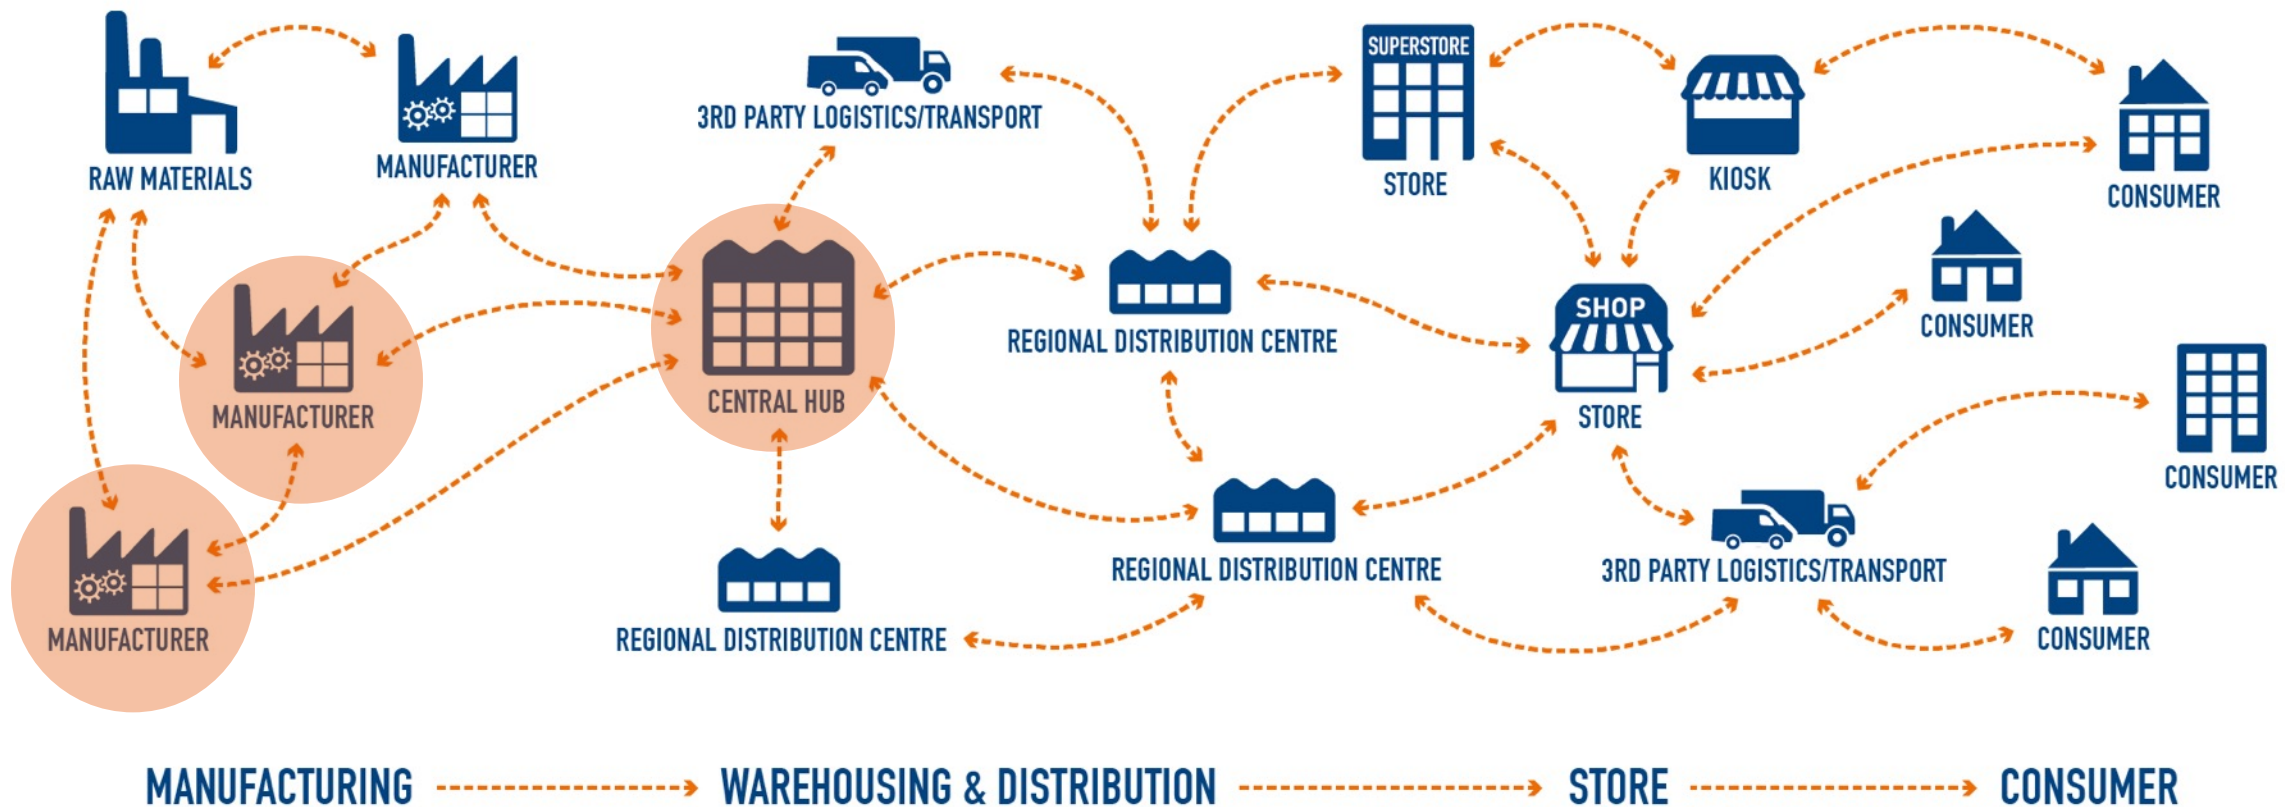 SUPERSTORE
3RD PARTY LOGISTICS/TRANSPORT
RAW MATERIALS
MANUFACTURER
STORE
KIOSK
CONSUMER
SHOP
REGIONAL DISTRIBUTION CENTRE
CONSUMER
CENTRAL HUB
MANUFACTURER
STORE
CONSUMER
REGIONAL DISTRIBUTION CENTRE
3RD PARTY LOGISTICS/TRANSPORT
MANUFACTURER
REGIONAL DISTRIBUTION CENTRE
CONSUMER
MANUFACTURING WAREHOUSING & DISTRIBUTION STORE CONSUMER